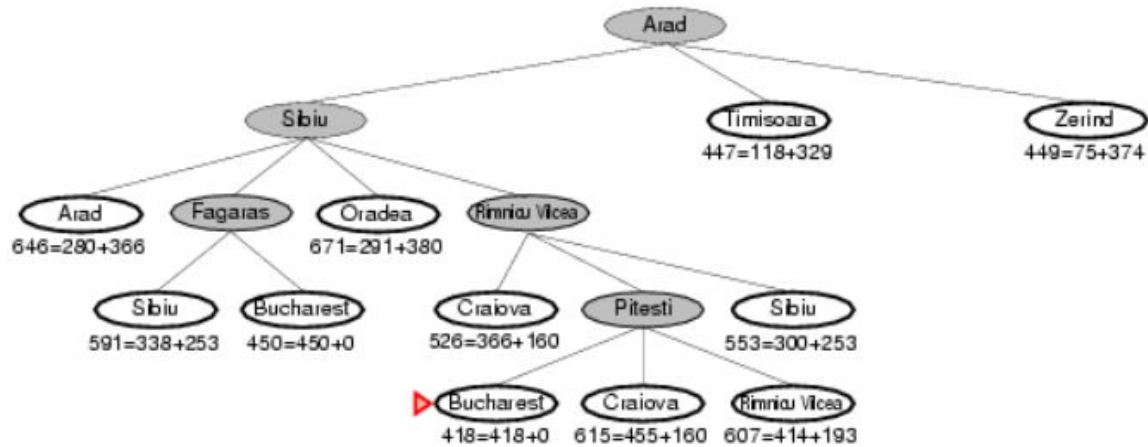 Arad
Sibiu
Timisoara
Zerind
447=118+329
449=75+374
Arad
Fagaras
Oradea
Rimnicu Vilcea
646=280+366
671=291+380
Sibiu
Bucharest
Craiova
Pitesti
Sibiu
591=338+253
450=450+0
526=366+160
553=300+253
Bucharest
Craiova
Rimnicu Vilcea
418=418+0
615=455+160
607=414+193